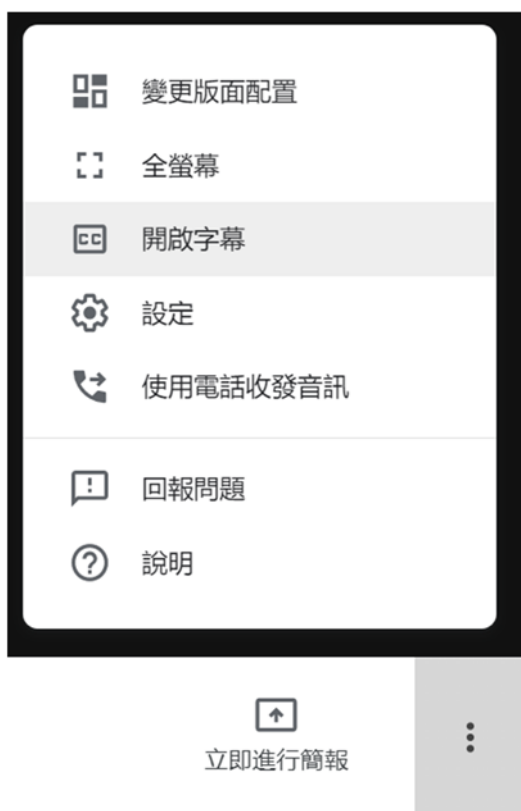 變更版面配置
全螢幕
CC 開啟字幕
設定
使用電話收發音訊
回報問題
說明
立即進行簡報